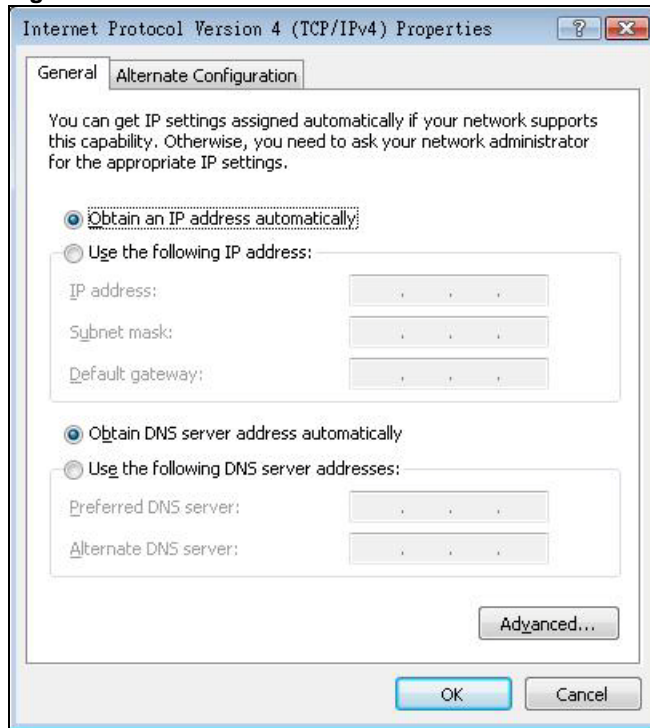 Internet Protocol Version 4 (TCP/IPv4) Properties
General
Alternate Configuration
You can get IP settings assigned automatically if your network supports
this capability. Otherwise, you need to ask your network administrator
for the appropriate IP settings.
Obtain an IP address automatically
Use the following IP address:
IP address:
Subnet mask:
Default gateway:
Obtain DNS server address automatically
Use the following DNS server addresses:
Preferred DNS server:
Alternate DNS server:
Advanced...
OK
Cancel